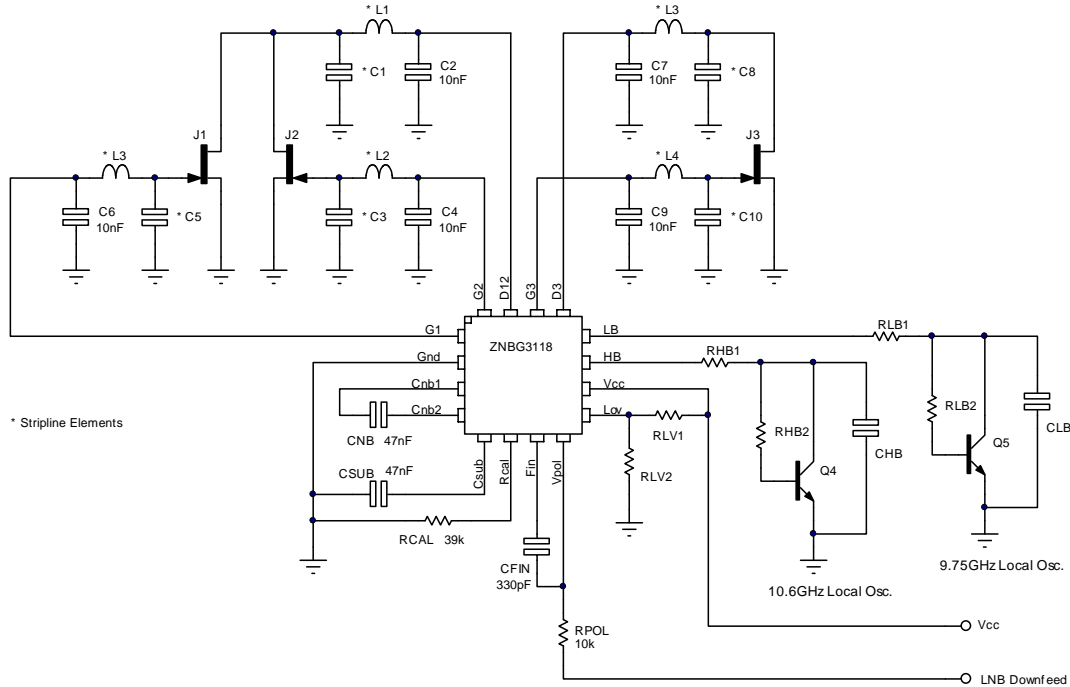 * L1
* L3
* C1
C2
10nF
C7
10nF
* C8
J1
J2
J3
* L3
* L2
* L4
C6
10nF
* C5
* C3
C4
10nF
C9
10nF
* C10
G2
D12
G3
D3
G1
Gnd
Cnb1
Cnb2
ZNBG3118
LB
HB
Vcc
Lov
Csub
Rcal
Fin
Vpol
RLB1
RHB1
RLB2
CLB
Q5
* Stripline Elements
CNB 47nF
CSUB 47nF
RLV1
RLV2
RHB2
CHB
Q4
RCAL 39k
CFIN
330pF
9.75GHz Local Osc.
10.6GHz Local Osc.
RPOL
10k
Vcc
LNB Downfeed